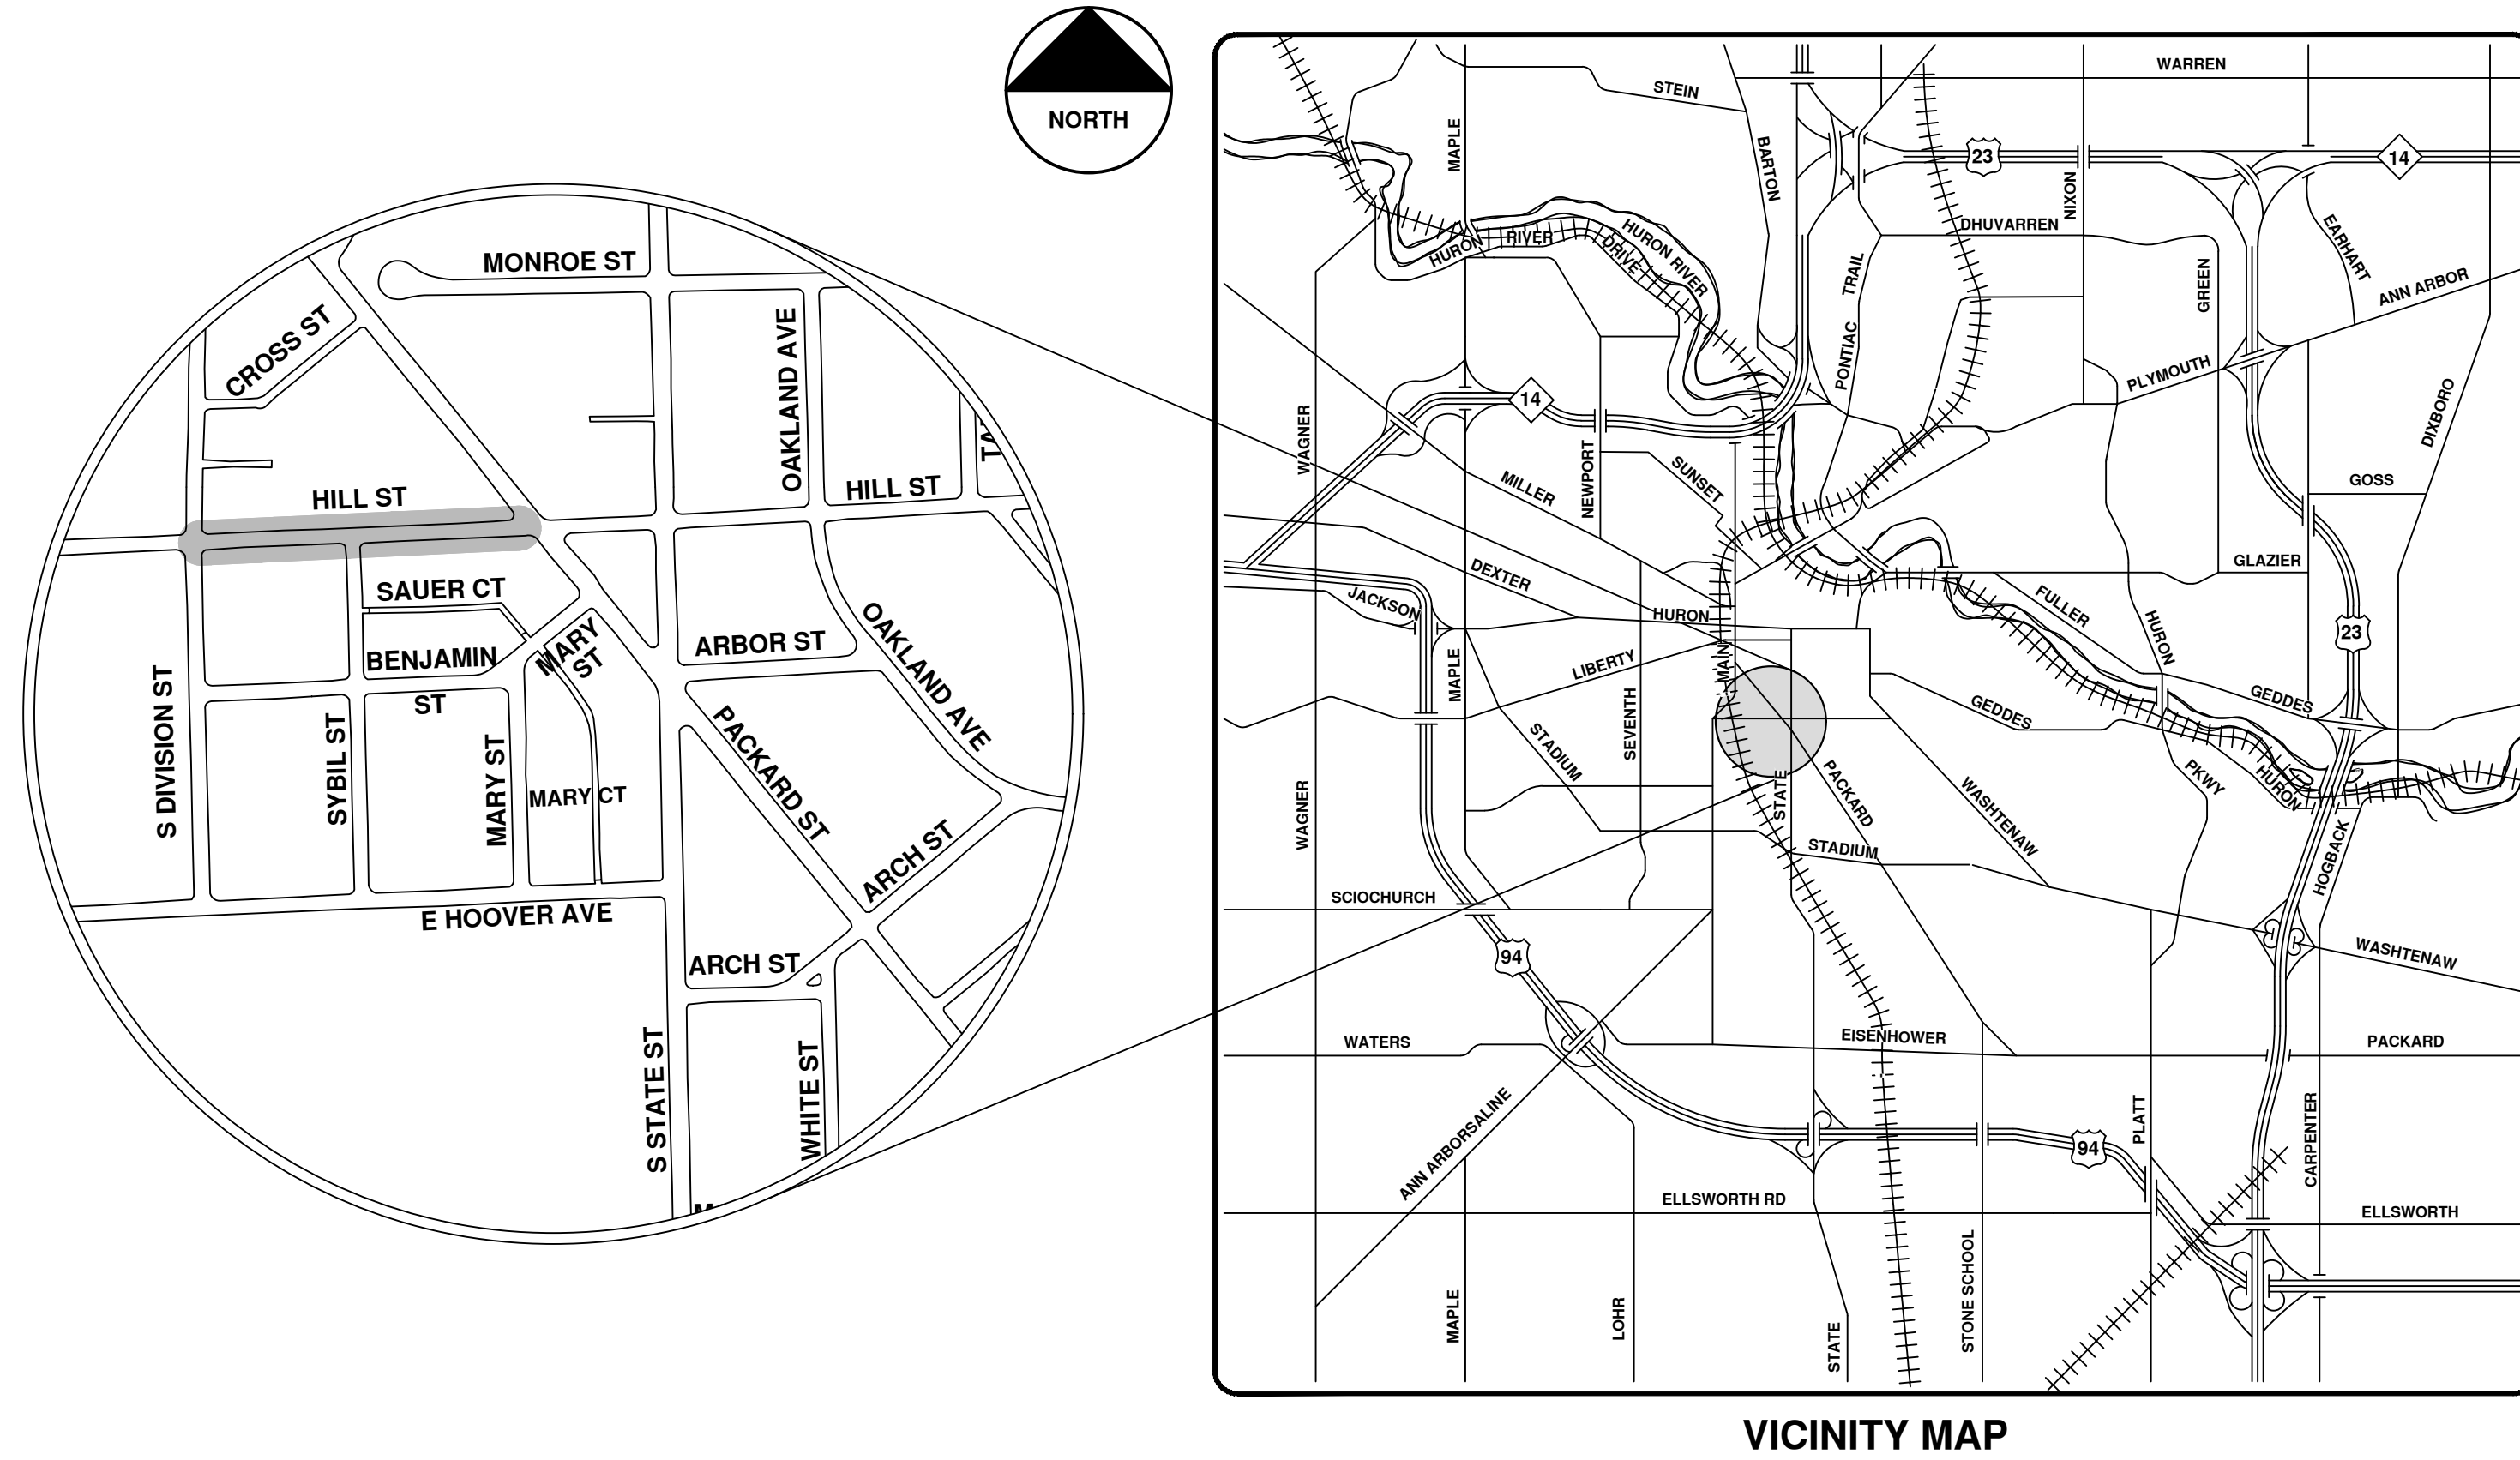 NORTH
MONROE ST
CROSS ST
OAKLAND AVE
HILL ST
HILL ST
SAUER CT
BENJAMIN
ST
MARY
ST
ARBOR ST
OAKLAND AVE
S DIVISION ST
SYBIL ST
MARY ST
MARY CT
PACKARD ST
ARCH ST
E HOOVER AVE
ARCH ST
S STATE ST
WHITE ST
WARREN
STEIN
MAPLE
BARTON
23
14
NIXON
DHUVARREN
EARHART
HURON
RIVER
DRIVE
HURON RIVER
TRAIL
PONTIAC
GREEN
ANN ARBOR
PLYMOUTH
14
WAGNER
NEWPORT
MILLER
SUNSET
DIXBORO
GOSS
GLAZIER
DEXTER
JACKSON
HURON
FULLER
HURON
23
LIBERTY
MAIN
MAPLE
SEVENTH
STADIUM
GEDDES
GEDDES
STATE
PACKARD
WASHTENAW
PKWY
HURON
WAGNER
STADIUM
HOGBACK
SCIOCHURCH
94
WASHTENAW
WATERS
EISENHOWER
PACKARD
ANN ARBORSALINE
PLATT
CARPENTER
94
ELLSWORTH RD
ELLSWORTH
MAPLE
LOHR
STATE
STONE SCHOOL
VICINITY MAP